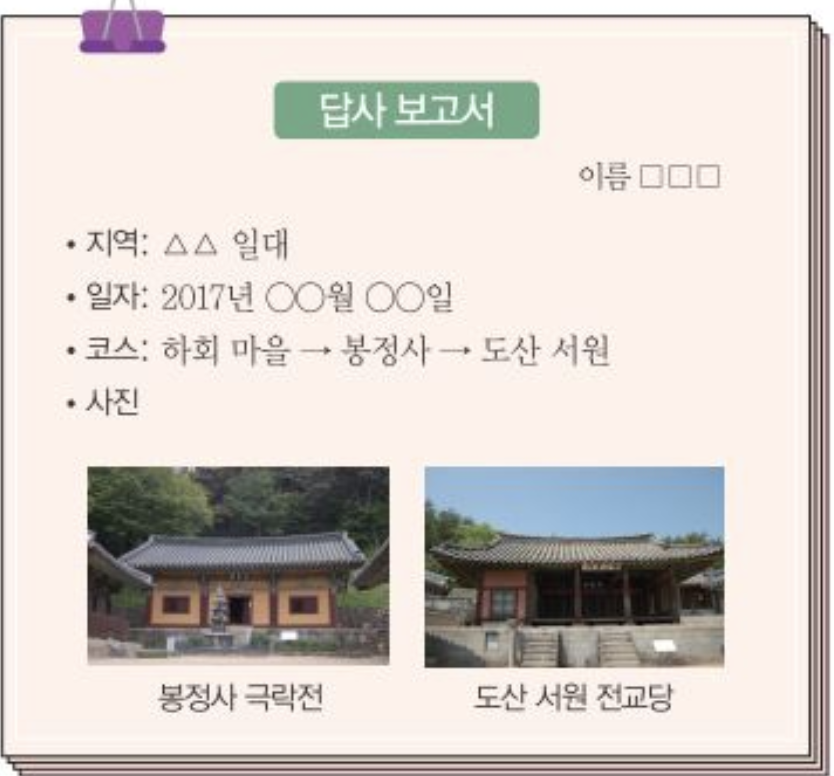 답사 보고서
이름 □□□
• 지역: △△ 일대
• 일자: 2017년 ○○월 ○○일
• 코스: 하회 마을 → 봉정사 → 도산 서원
• 사진
봉정사 극락전
도산 서원 전교당